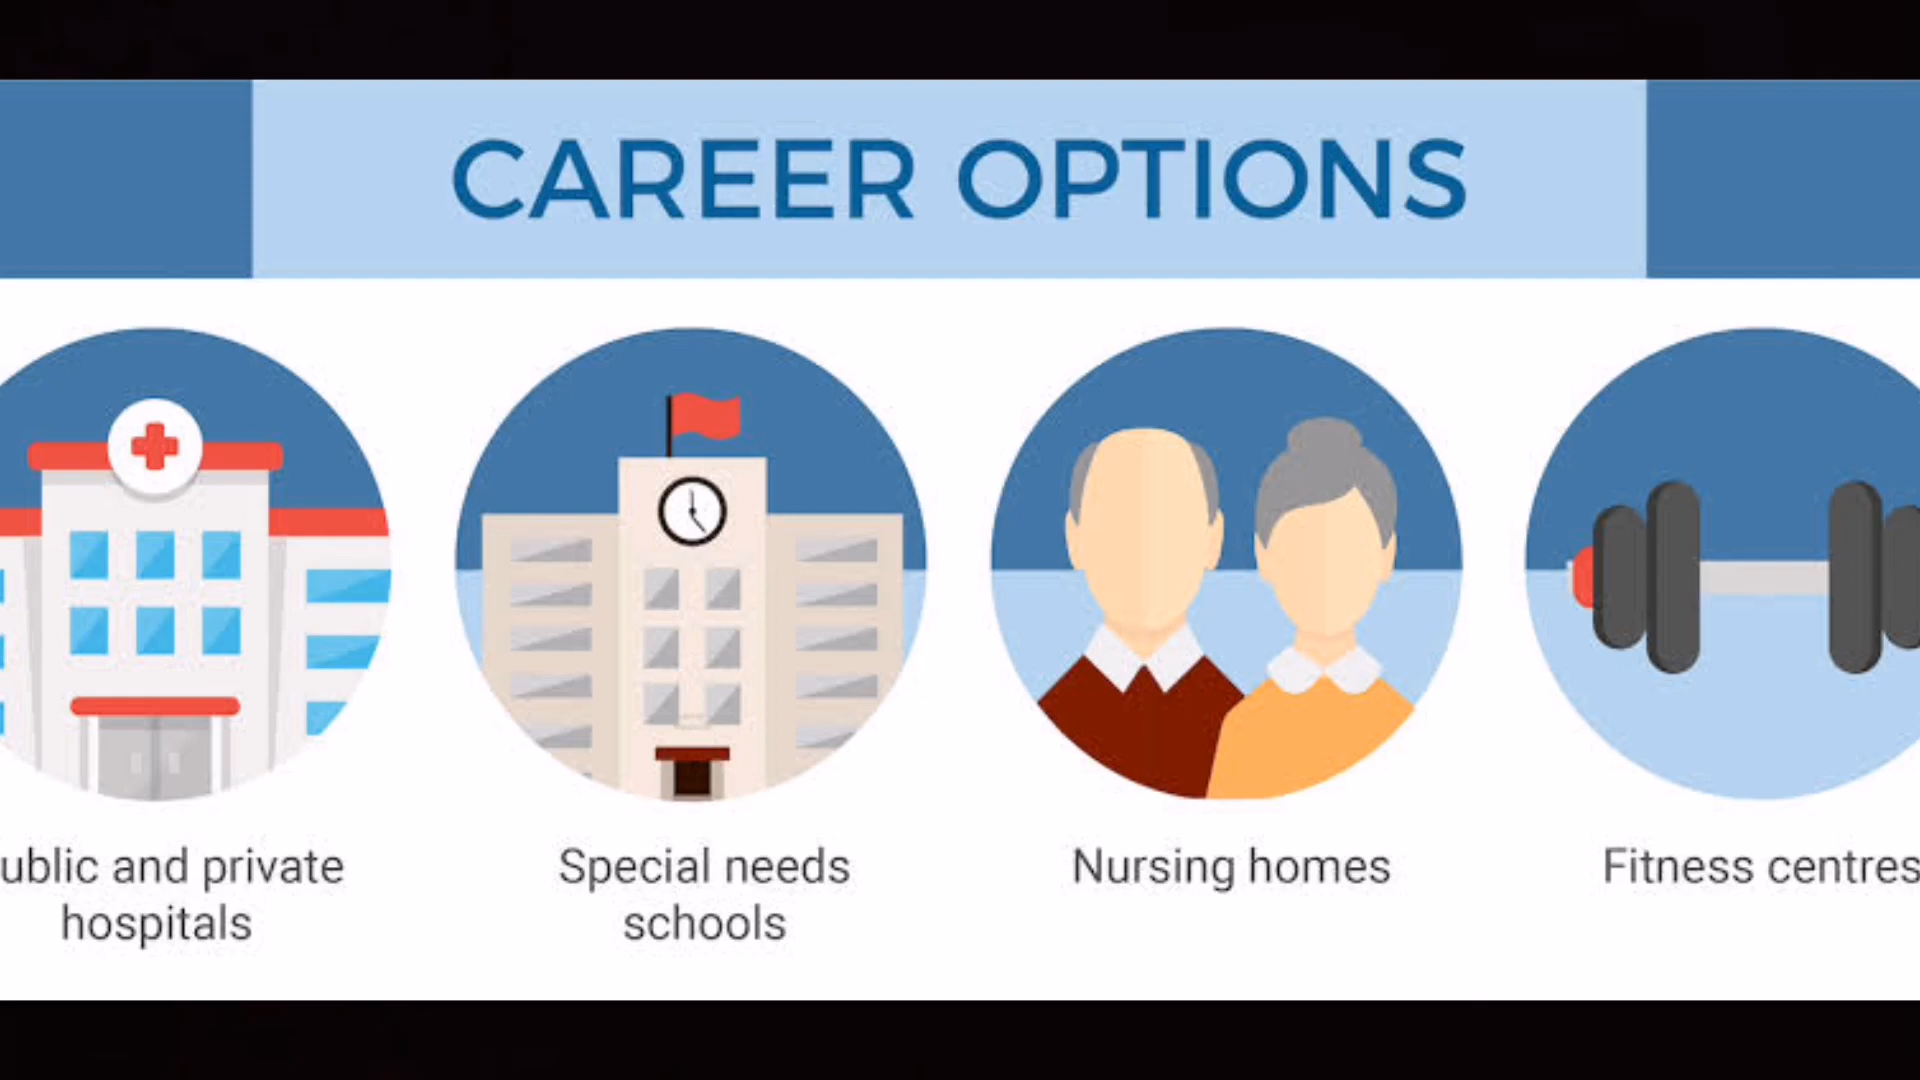 CAREER OPTIONS
ublic and private
hospitals
Special needs
schools
Nursing homes
Fitness centres